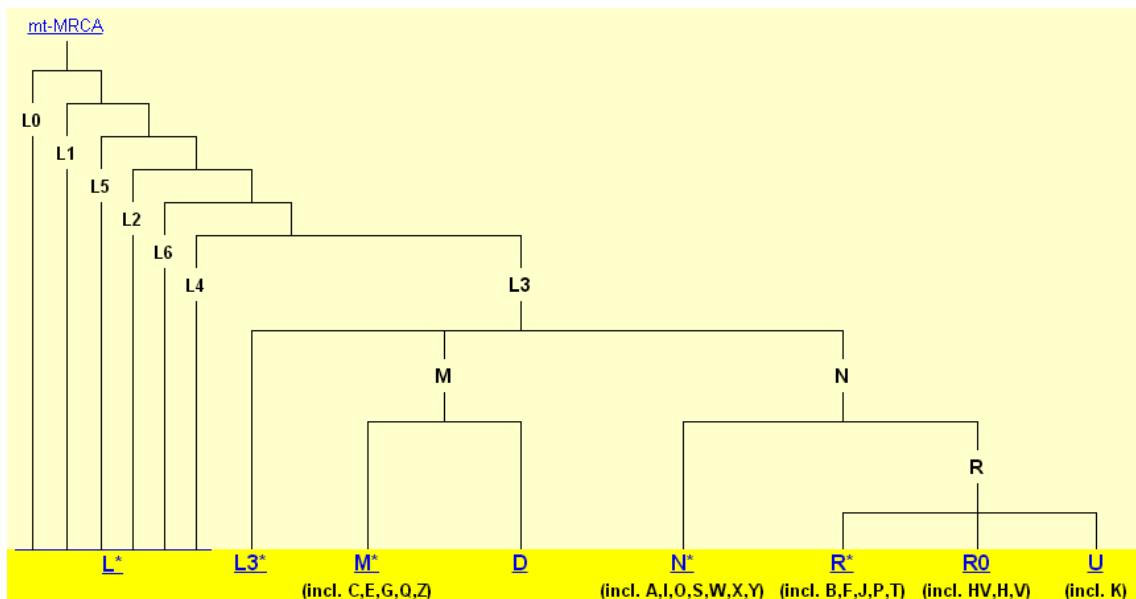 mt-MRCA
L0
L1
L5
L2
L6
L4
L3
M
N
R
L* L3* M* D N* R* R0 U
(incl. C,E,G,Q,Z) (incl. A,I,O,S,W,X,Y) (incl. B,F,J,P,T) (incl. HV,H,V) (incl. K)